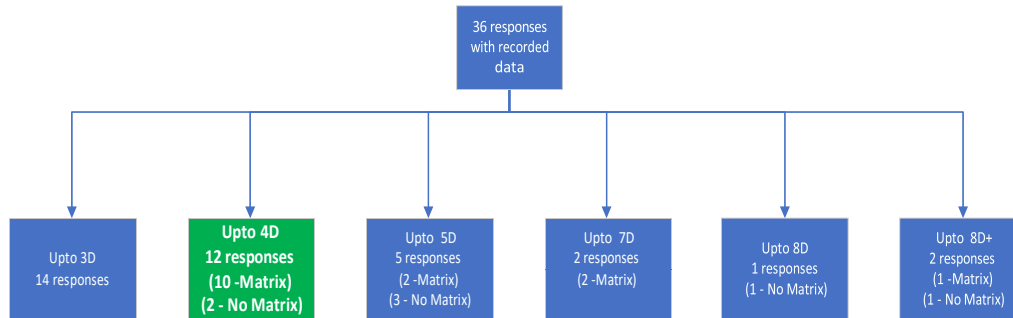 36 responses
with recorded
data
Upto 3D
14 responses
Upto 4D
12 responses
(10 -Matrix)
(2 - No Matrix)
Upto 5D
5 responses
(2 -Matrix)
(3 - No Matrix)
Upto 7D
2 responses
(2 -Matrix)
Upto 8D
1 responses
(1 - No Matrix)
Upto 8D+
2 responses
(1 -Matrix)
(1 - No Matrix)